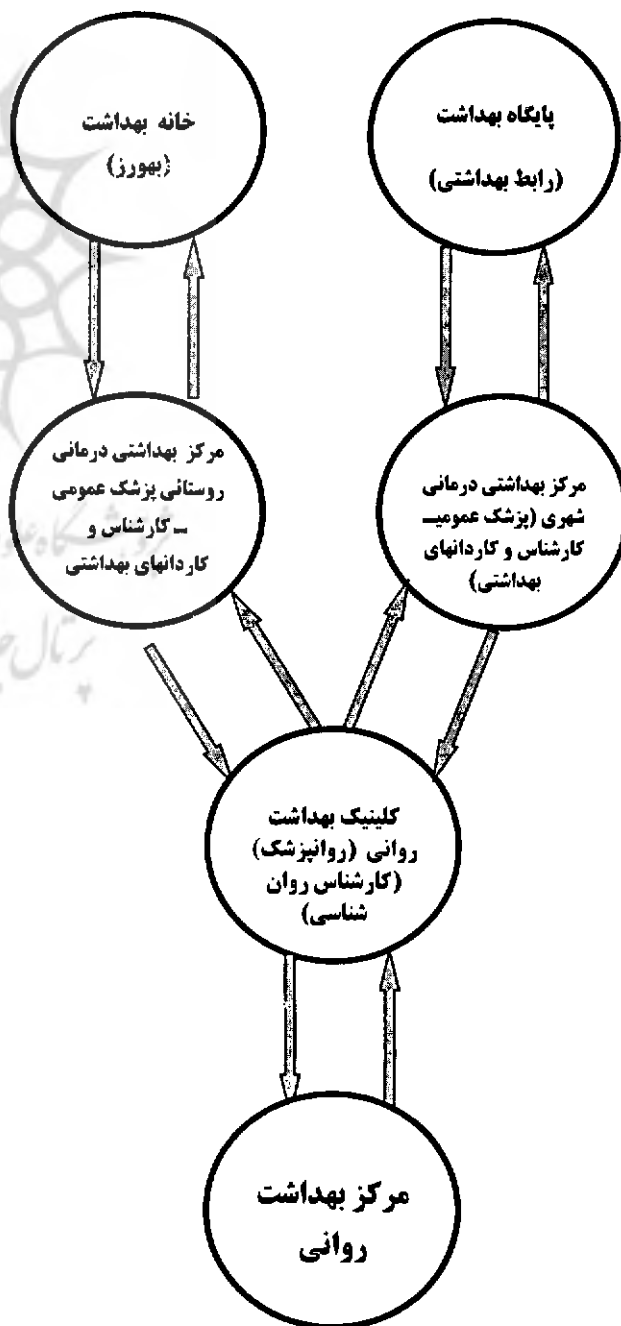 خانه بهداشت
(بهورز)
پایگاه بهداشت
(رابط بهداشتی)
مرکز بهداشتی درمانی
روستائی پزشک عمومی
ـ کارشناس و
کاردانهای بهداشتی
مرکز بهداشتی درمانی
شهری (پزشک عمومیـ
کارشناس و کاردانهای
بهداشتی)
کلینیک بهداشت
روانی (روانپزشک)
(کارشناس روان
شناسی)
مرکز بهداشت
روانی